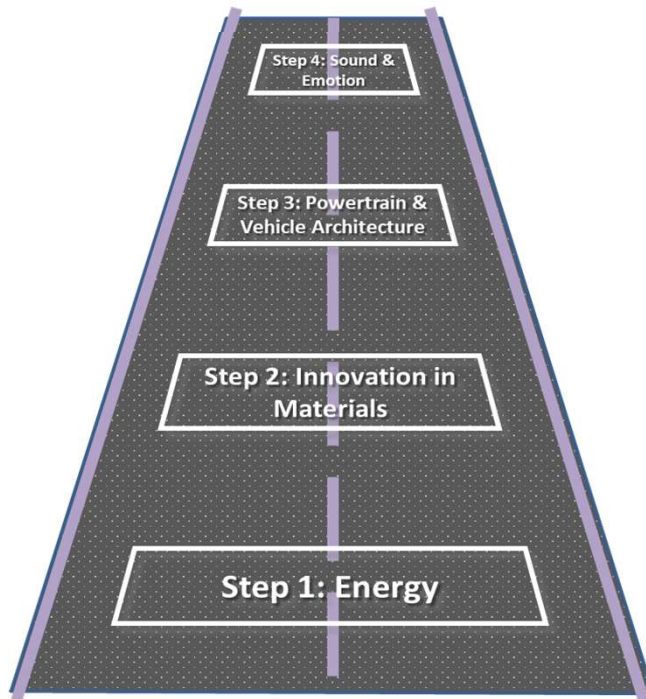 Step 4: Sound &
Emotion
Step 3: Powertrain &
Vehicle Architecture
Step 2: Innovation in
Materials
Step 1: Energy